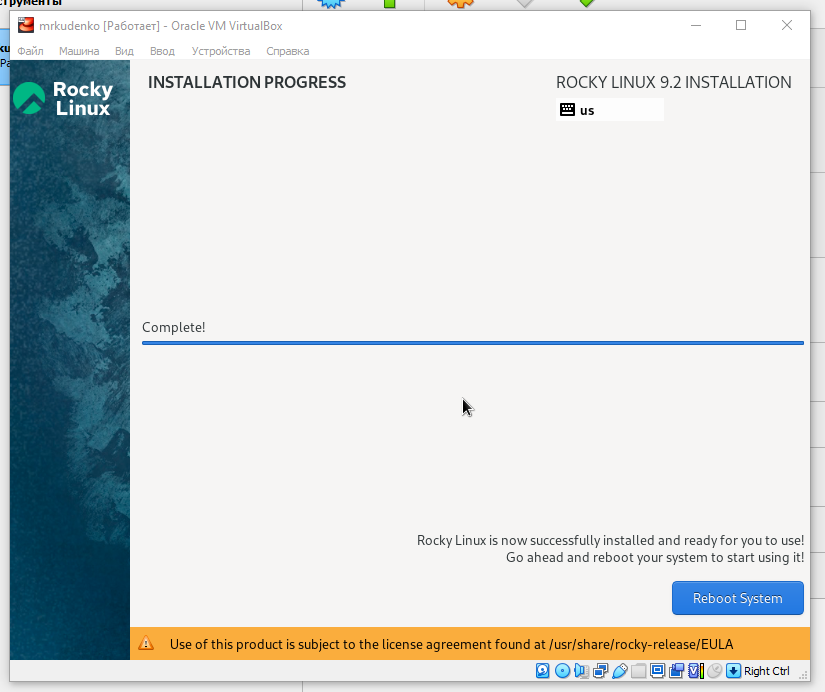 струменты
mrkudenko [Работает] - Oracle VM VirtualBox
Файл Машина Вид Ввод Устройства Справка
Rocky
Linux
INSTALLATION PROGRESS
ROCKY LINUX 9.2 INSTALLATION
us
Complete!
Rocky Linux is now successfully installed and ready for you to use!
Go ahead and reboot your system to start using it!
Reboot System
Use of this product is subject to the license agreement found at /usr/share/rocky-release/EULA
Right Ctrl